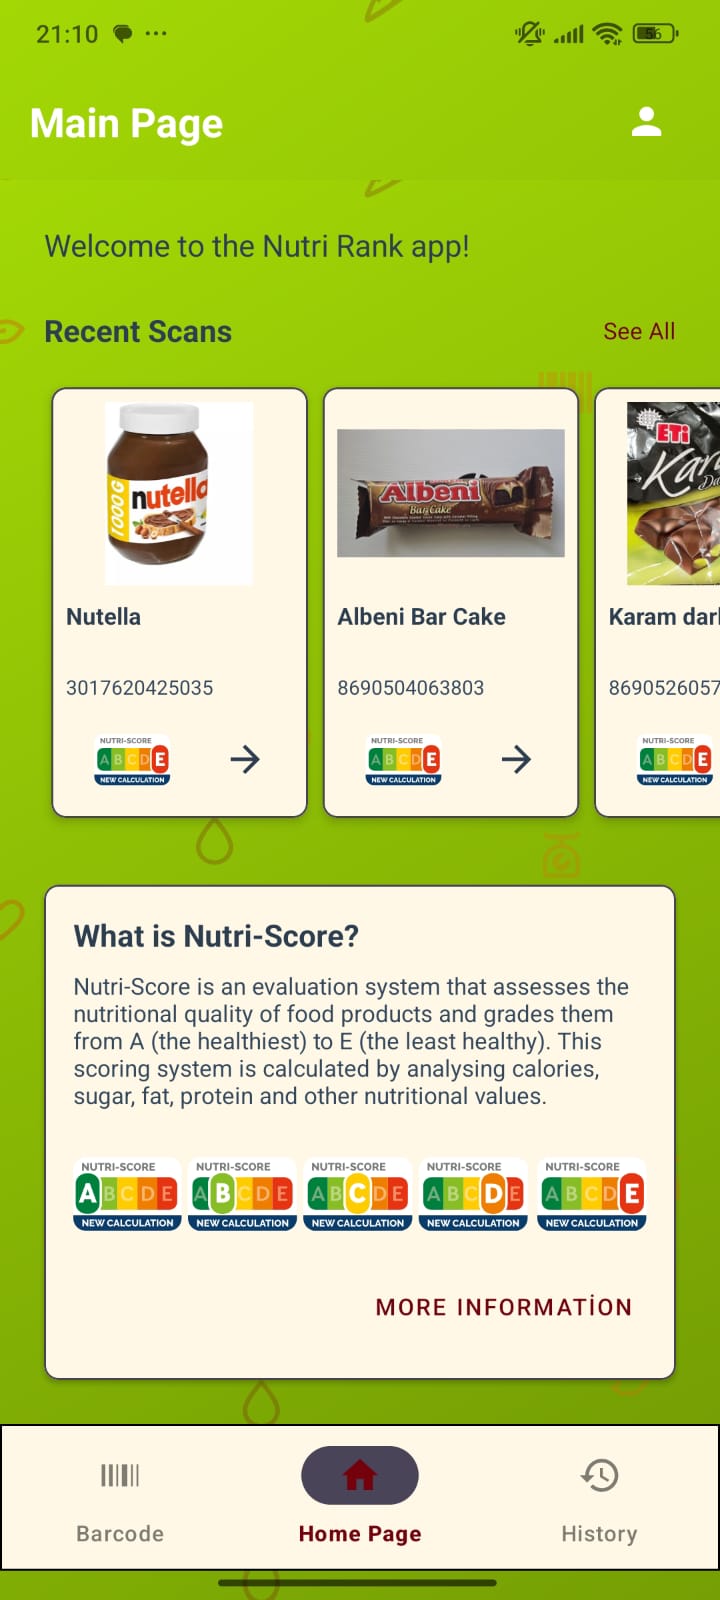 21:10
56
Main Page
Welcome to the Nutri Rank app!
Recent Scans
See All
1000G
nutella
Albeni
Bar Cake
ETi
Nutella
Albeni Bar Cake
Karam dar
3017620425035
8690504063803
8690526057
NUTRI-SCORE
A B C D E
NEW CALCULATION
NUTRI-SCORE
A B C D E
NEW CALCULATION
NUTRI-SCORE
A B C D E
NEW CALCULATION
What is Nutri-Score?
Nutri-Score is an evaluation system that assesses the
nutritional quality of food products and grades them
from A (the healthiest) to E (the least healthy). This
scoring system is calculated by analysing calories,
sugar, fat, protein and other nutritional values.
NUTRI-SCORE
A B C D E
NEW CALCULATION
NUTRI-SCORE
A B C D E
NEW CALCULATION
NUTRI-SCORE
A B C D E
NEW CALCULATION
NUTRI-SCORE
A B C D E
NEW CALCULATION
NUTRI-SCORE
A B C D E
NEW CALCULATION
MORE INFORMATİON
Barcode
Home Page
History